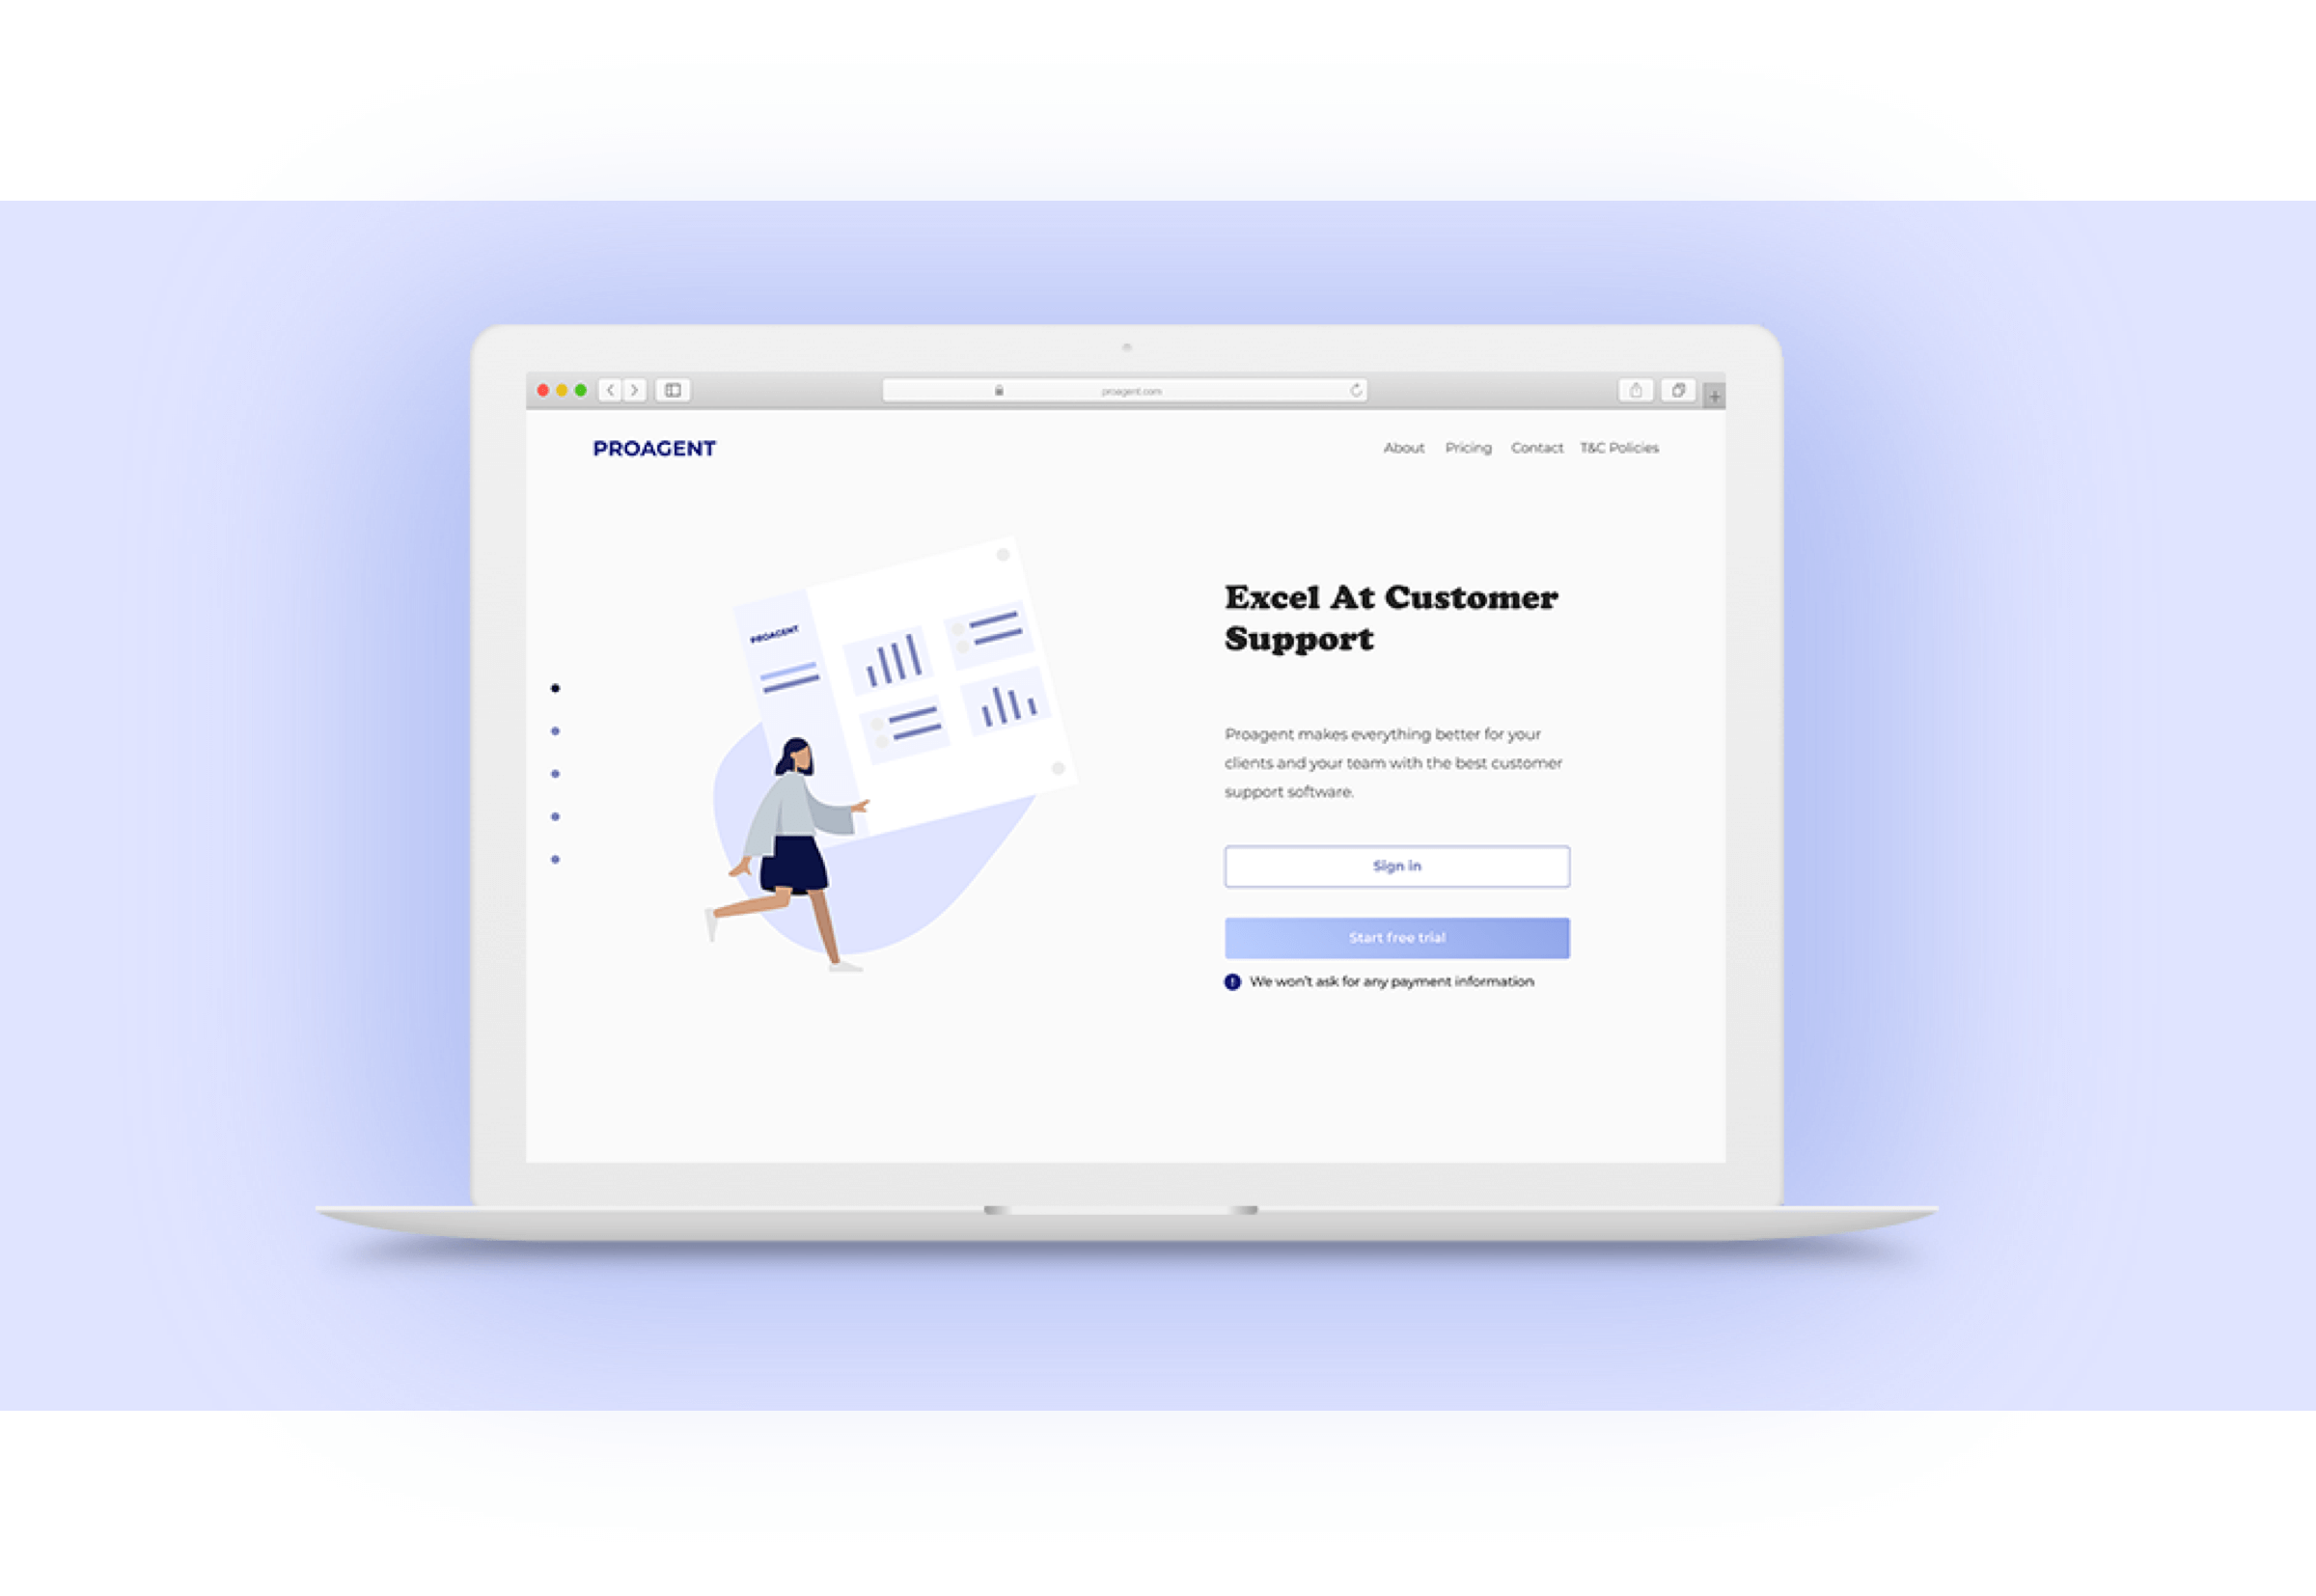 proagent.com
PROAGENT
About Pricing Contact T&C Policies
PROAGENT
Excel At Customer
Support
Proagent makes everything better for your
clients and your team with the best customer
support software.
Sign in
Start free trial
! We won't ask for any payment information